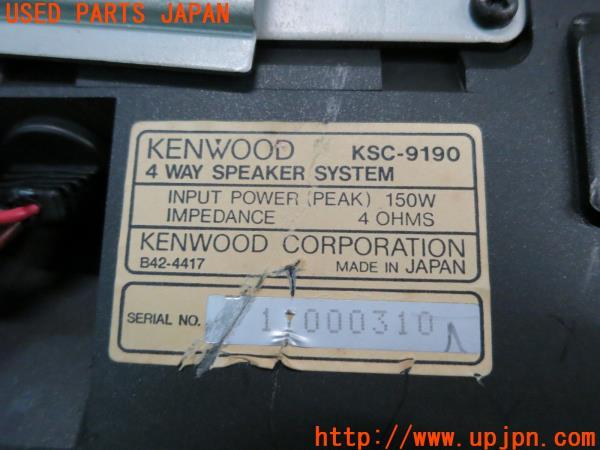 USED PARTS JAPAN
KENWOOD KSC-9190
4 WAY SPEAKER SYSTEM
INPUT POWER (PEAK) 150W
IMPEDANCE 4 OHMS
KENWOOD CORPORATION
B42-4417 MADE IN JAPAN
SERIAL NO. 11000310
http://www.upjpn.com/